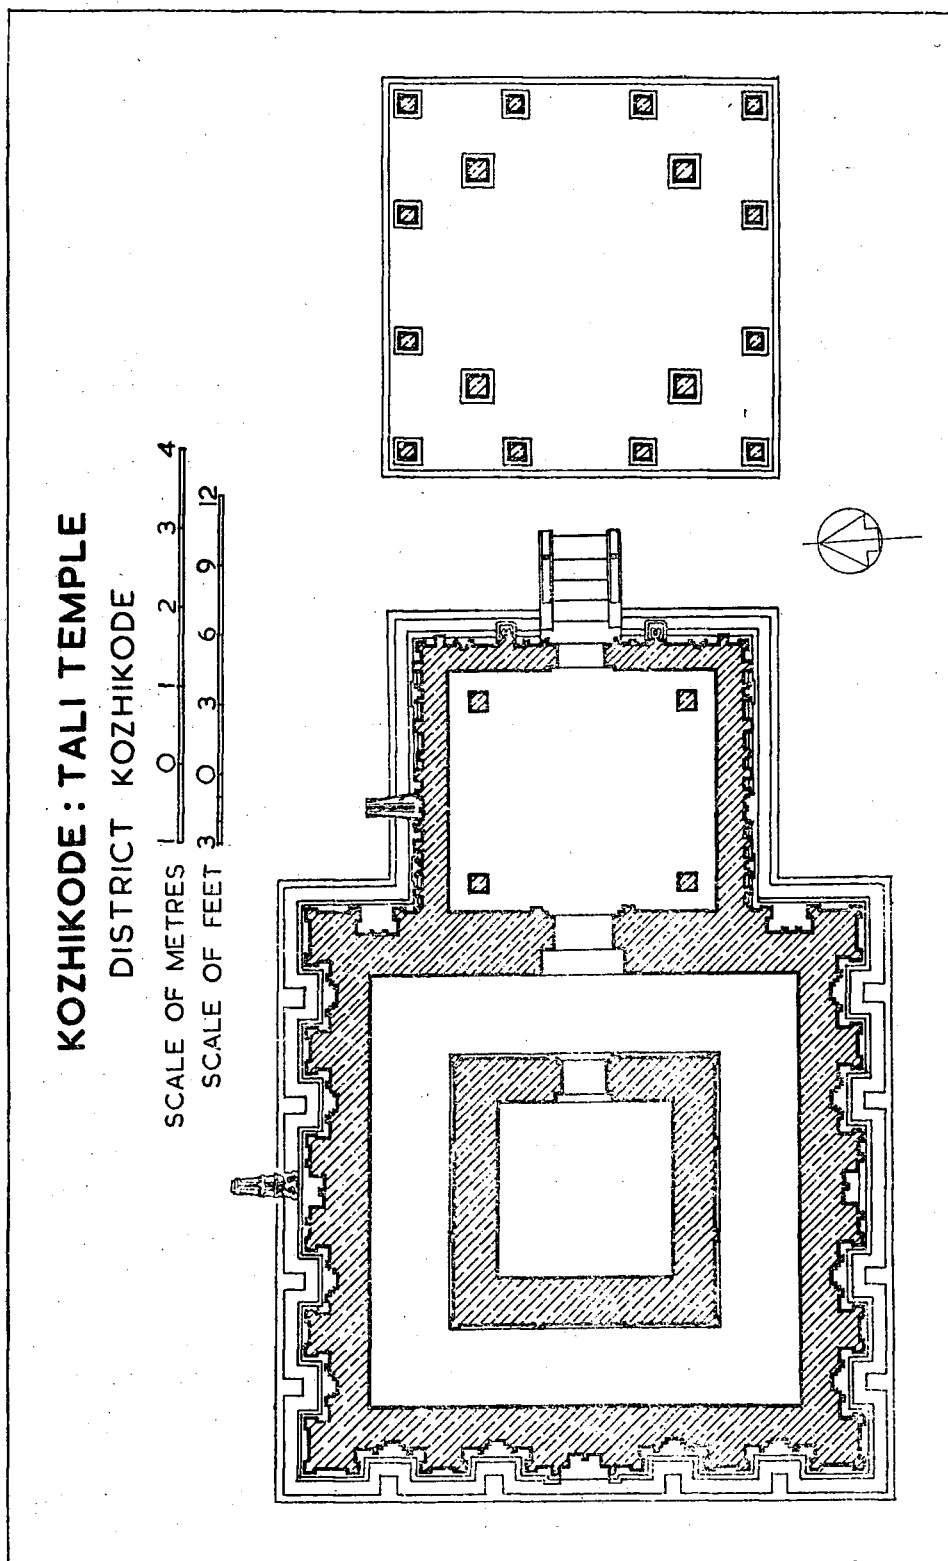 KOZHIKODE : TALI TEMPLE
DISTRICT KOZHIKODE
SCALE OF METRES 1 0 1 2 3 4
SCALE OF FEET 3 0 3 6 9 12